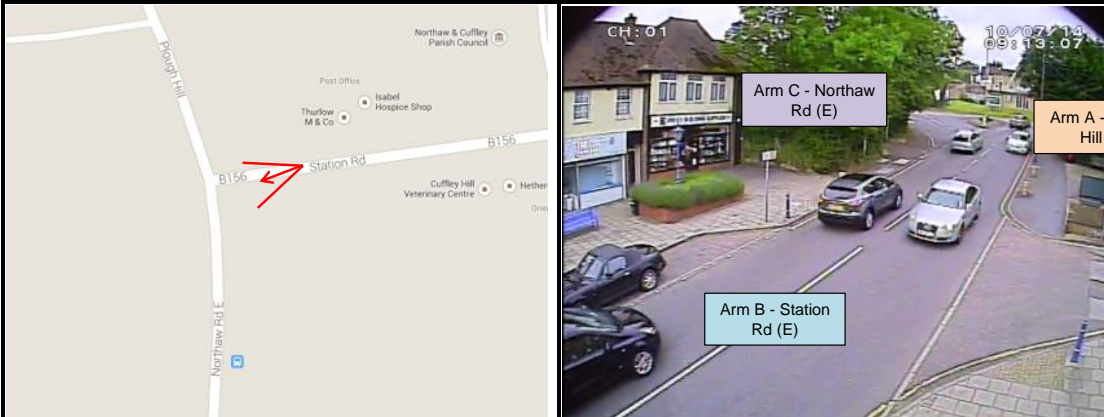 Plough Hill
Northaw & Cuffley
Parish Council
Post Office
Isabel
Hospice Shop
Thurlow
M & Co
Station Rd
B156
B156
Cuffley Hill
Veterinary Centre
Hether
Northaw Rd E
CH:01
10/07/14
09:13:07
Arm C - Northaw
Rd (E)
Arm A -
Hill
Arm B - Station
Rd (E)